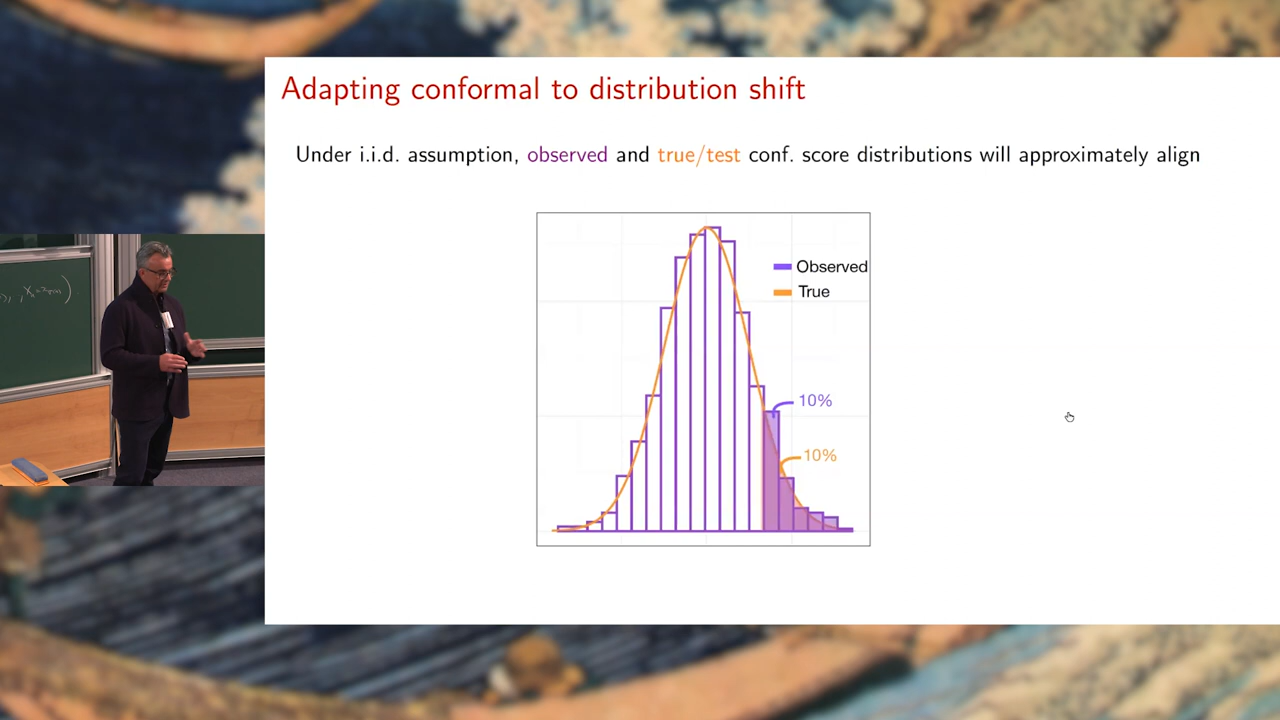 Adapting conformal to distribution shift
Under i.i.d. assumption, observed and true/test conf. score distributions will approximately align
Observed
True
10%
10%